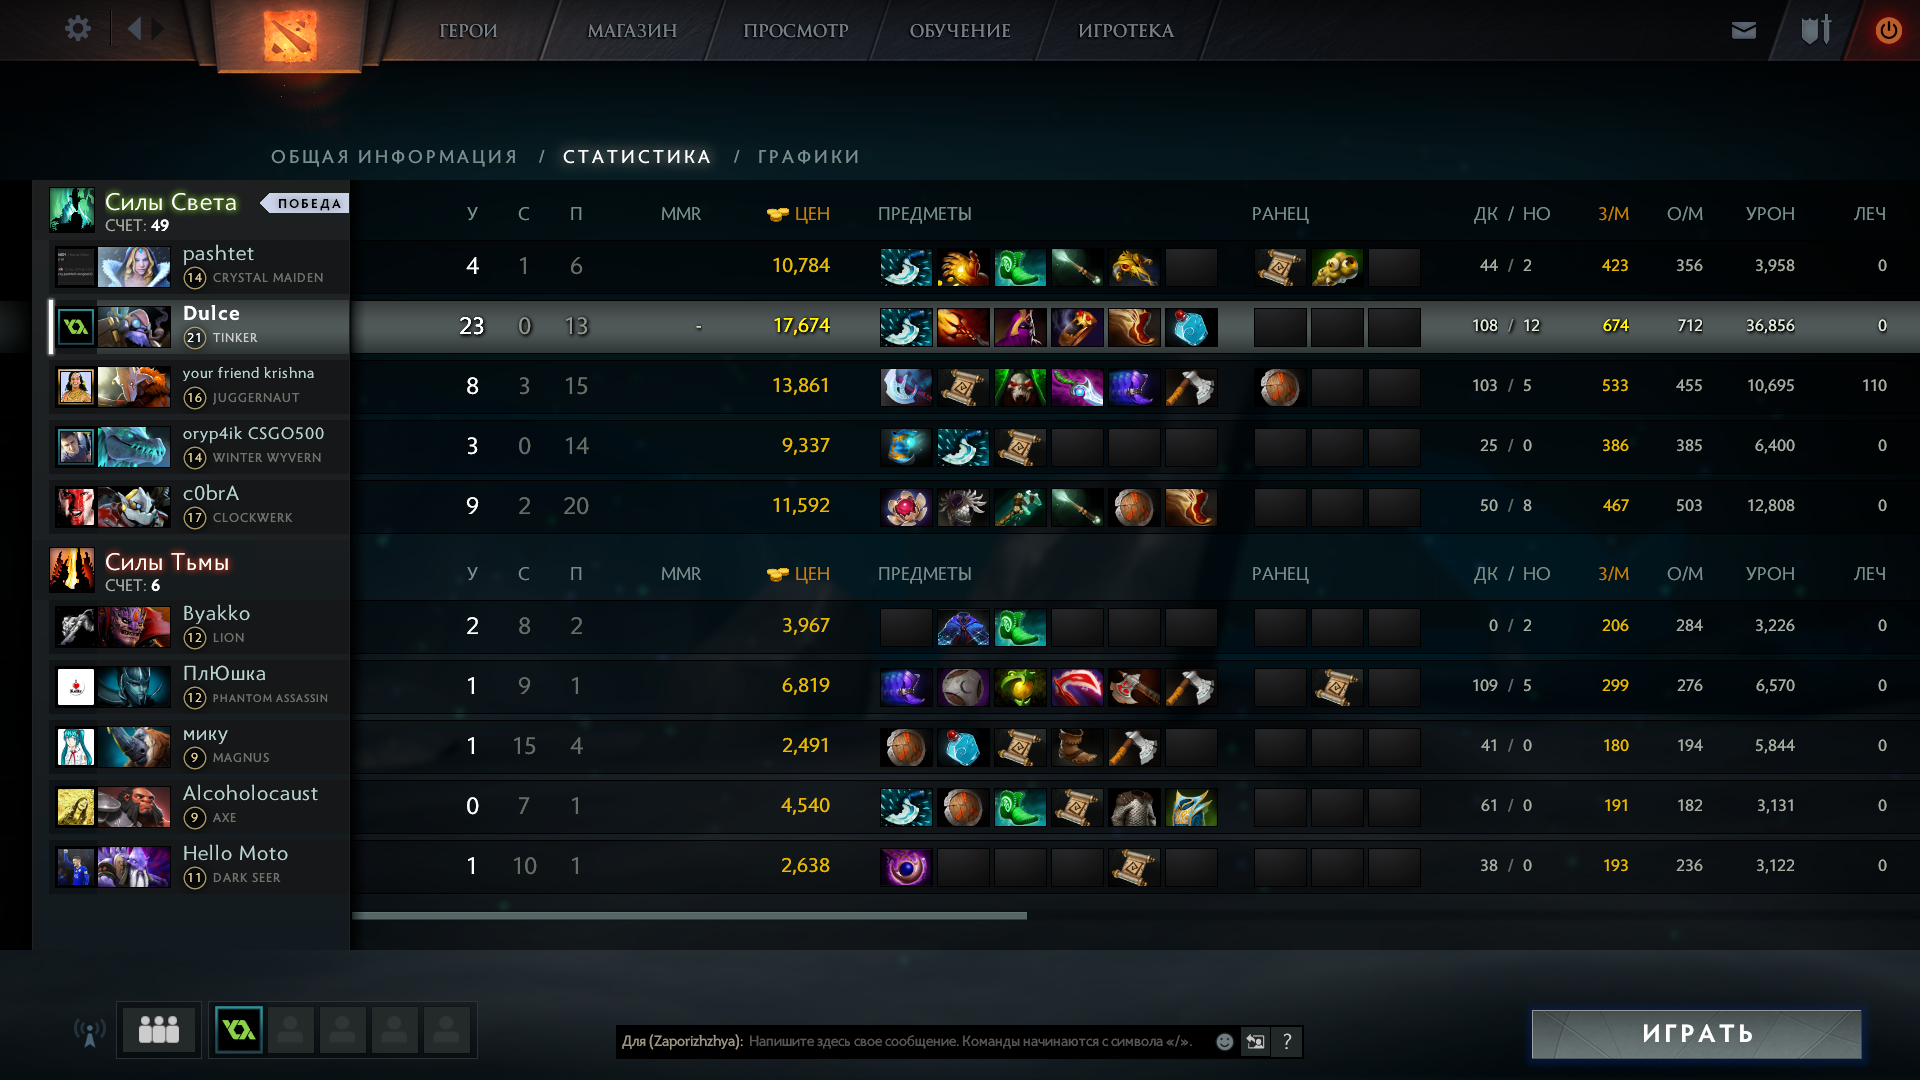 ГЕРОИ МАГАЗИН ПРОСМОТР ОБУЧЕНИЕ ИГРОТЕКА
ОБЩАЯ ИНФОРМАЦИЯ / СТАТИСТИКА / ГРАФИКИ
Силы Света ПОБЕДА
СЧЕТ: 49
У С П MMR ЦЕН ПРЕДМЕТЫ РАНЕЦ ДК / НО З/М О/М УРОН ЛЕЧ
pashtet
14 CRYSTAL MAIDEN
4 1 6 10,784 44 / 2 423 356 3,958 0
Dulce
21 TINKER
23 0 13 - 17,674 108 / 12 674 712 36,856 0
your friend krishna
16 JUGGERNAUT
8 3 15 13,861 103 / 5 533 455 10,695 110
oryp4ik CSGO500
14 WINTER WYVERN
3 0 14 9,337 25 / 0 386 385 6,400 0
c0brA
17 CLOCKWERK
9 2 20 11,592 50 / 8 467 503 12,808 0
Силы Тьмы
СЧЕТ: 6
У С П MMR ЦЕН ПРЕДМЕТЫ РАНЕЦ ДК / НО З/М О/М УРОН ЛЕЧ
Byakko
12 LION
2 8 2 3,967 0 / 2 206 284 3,226 0
ПлЮшка
12 PHANTOM ASSASSIN
1 9 1 6,819 109 / 5 299 276 6,570 0
мику
9 MAGNUS
1 15 4 2,491 41 / 0 180 194 5,844 0
Alcoholocaust
9 AXE
0 7 1 4,540 61 / 0 191 182 3,131 0
Hello Moto
11 DARK SEER
1 10 1 2,638 38 / 0 193 236 3,122 0
Для (Zaporizhzhya): Напишите здесь свое сообщение. Команды начинаются с символа «/». ?
ИГРАТЬ